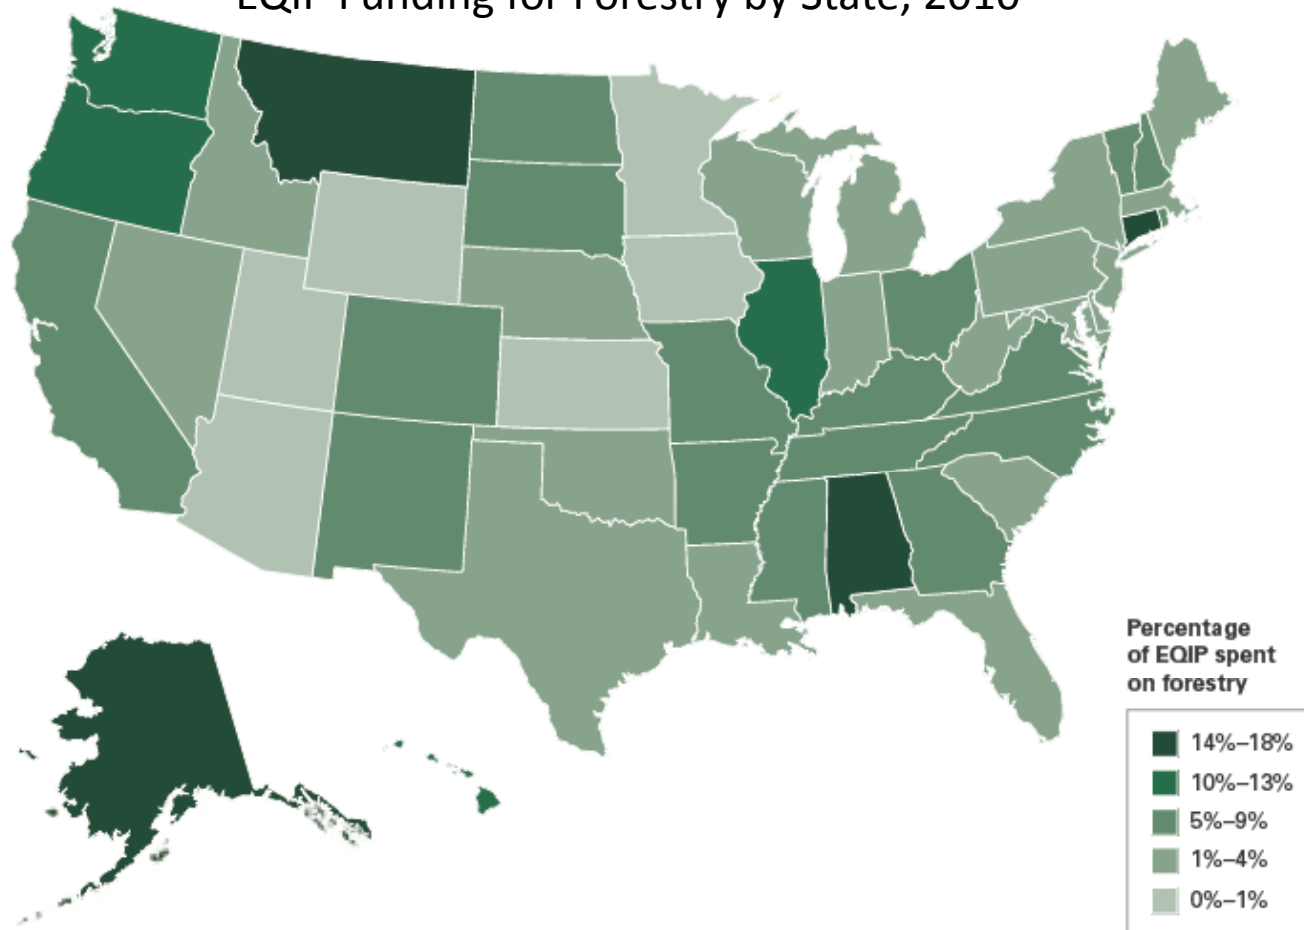 EQIP Funding for Forestry by State, 2010
Percentage
of EQIP spent
on forestry
14%–18%
10%–13%
5%–9%
1%–4%
0%–1%